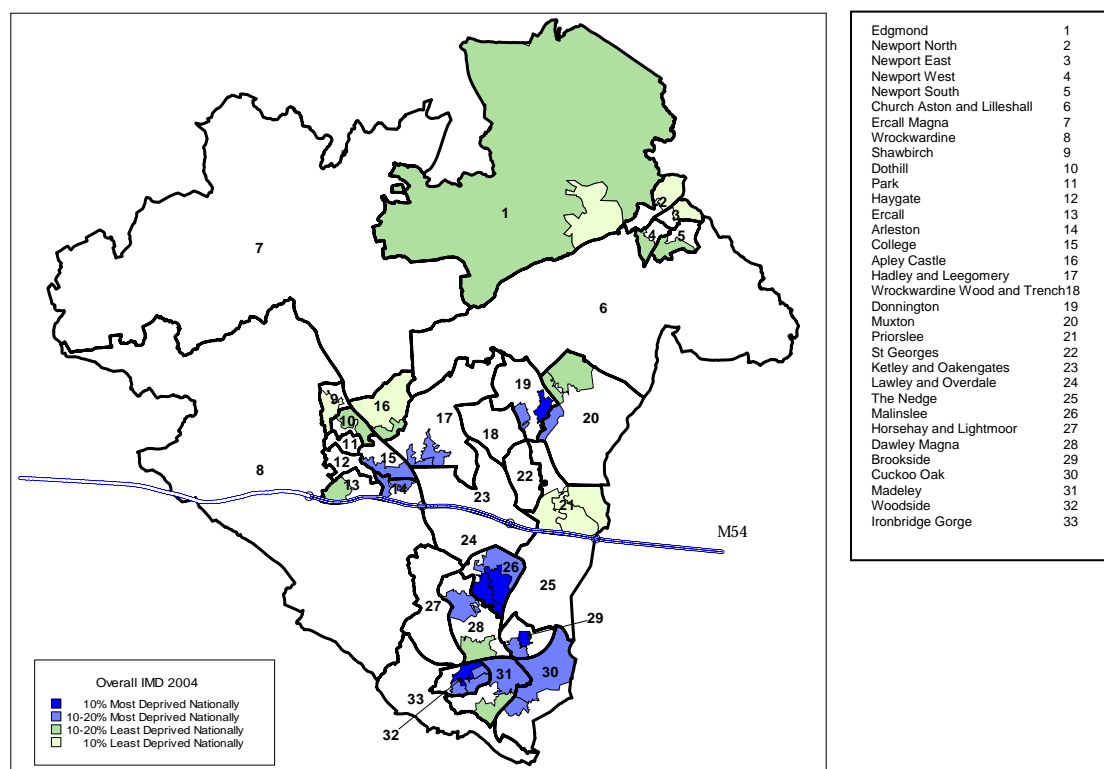 1
2
3
4
5
6
7
8
9
10
11
12
13
14
15
16
17
18
19
20
21
22
23
24
25
26
27
28
29
30
31
32
33
M54
Overall IMD 2004
10% Most Deprived Nationally
10-20% Most Deprived Nationally
10-20% Least Deprived Nationally
10% Least Deprived Nationally
Edgmond 1
Newport North 2
Newport East 3
Newport West 4
Newport South 5
Church Aston and Lilleshall 6
Ercall Magna 7
Wrockwardine 8
Shawbirch 9
Dothill 10
Park 11
Haygate 12
Ercall 13
Arleston 14
College 15
Apley Castle 16
Hadley and Leegomery 17
Wrockwardine Wood and Trench18
Donnington 19
Muxton 20
Priorslee 21
St Georges 22
Ketley and Oakengates 23
Lawley and Overdale 24
The Nedge 25
Malinslee 26
Horsehay and Lightmoor 27
Dawley Magna 28
Brookside 29
Cuckoo Oak 30
Madeley 31
Woodside 32
Ironbridge Gorge 33